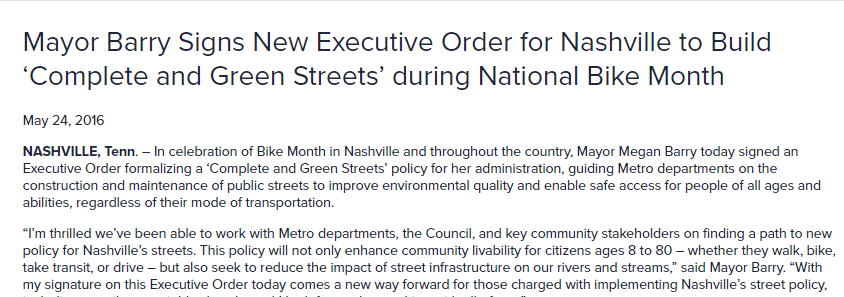 Mayor Barry Signs New Executive Order for Nashville to Build
‘Complete and Green Streets’ during National Bike Month
May 24, 2016
NASHVILLE, Tenn. – In celebration of Bike Month in Nashville and throughout the country, Mayor Megan Barry today signed an
Executive Order formalizing a ‘Complete and Green Streets’ policy for her administration, guiding Metro departments on the
construction and maintenance of public streets to improve environmental quality and enable safe access for people of all ages and
abilities, regardless of their mode of transportation.
“I’m thrilled we’ve been able to work with Metro departments, the Council, and key community stakeholders on finding a path to new
policy for Nashville’s streets. This policy will not only enhance community livability for citizens ages 8 to 80 – whether they walk, bike,
take transit, or drive – but also seek to reduce the impact of street infrastructure on our rivers and streams,” said Mayor Barry. “With
my signature on this Executive Order today comes a new way forward for those charged with implementing Nashville’s street policy,